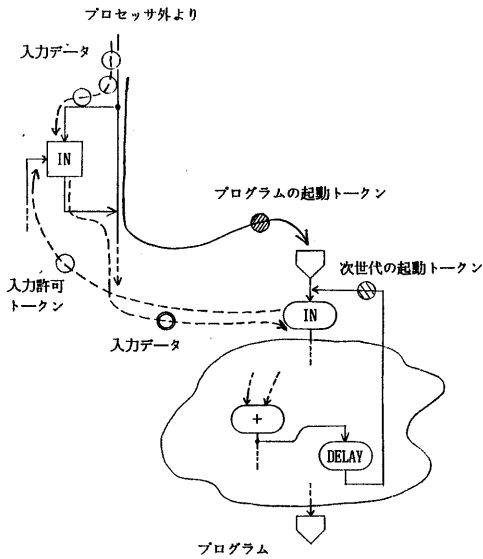 プロセッサ外より
入力データ
IN
プログラムの起動トークン
次世代の起動トークン
入力許可
トークン
IN
入力データ
+
DELAY
プログラム